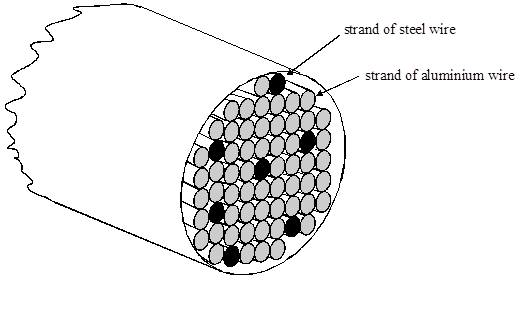 strand of steel wire
strand of aluminium wire